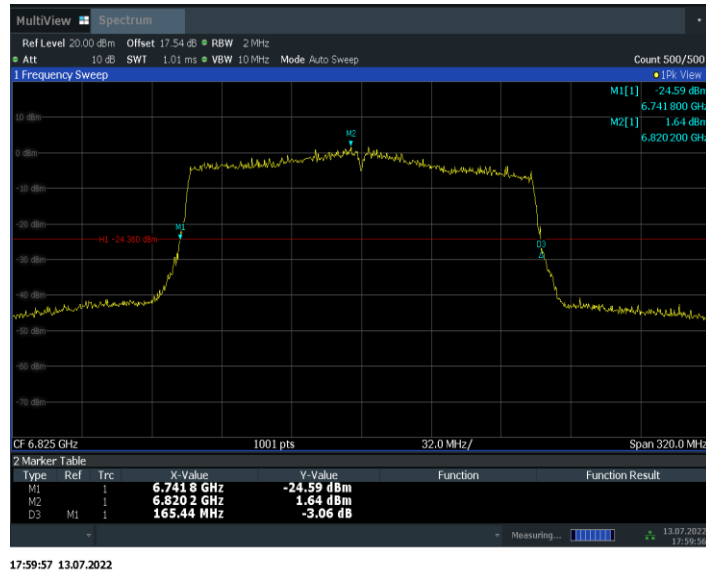 MultiView Spectrum
Ref Level 20.00 dBm Offset 17.54 dB RBW 2 MHz
Att 10 dB SWT 1.01 ms VBW 10 MHz Mode Auto Sweep Count 500/500
1 Frequency Sweep 1Pk View
M1[1] -24.59 dBm
6.741 800 GHz
10 dBm
M2[1] 1.64 dBm
6.820 200 GHz
M2
0 dBm
-10 dBm
-20 dBm
M1
H1 -24.360 dBm
D3
-30 dBm
-40 dBm
-50 dBm
-60 dBm
-70 dBm
CF 6.825 GHz 1001 pts 32.0 MHz/ Span 320.0 MHz
2 Marker Table
Type Ref Trc X-Value Y-Value Function Function Result
M1 1 6.741 8 GHz -24.59 dBm
M2 1 6.820 2 GHz 1.64 dBm
D3 M1 1 165.44 MHz -3.06 dB
Measuring... 13.07.2022
17:59:56
17:59:57 13.07.2022